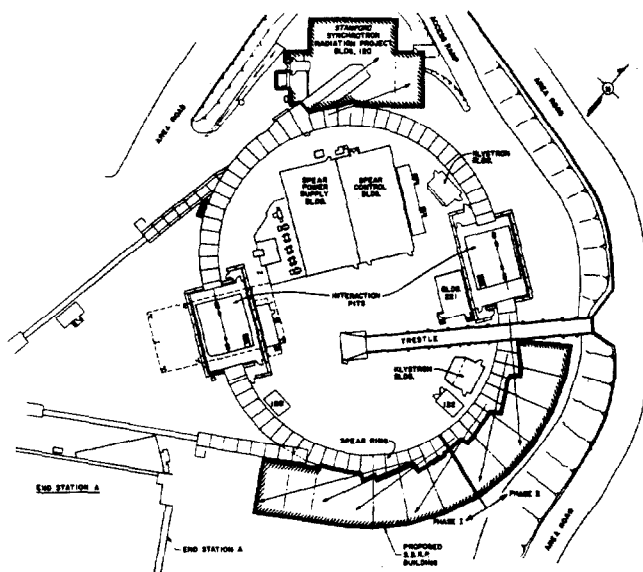 STANFORD
SYNCHROTRON
RADIATION PROJECT
BLDG. 120
ACCESS RAMP
AREA ROAD
AREA ROAD
KLYSTRON
BLDG.
SPEAR
POWER
SUPPLY
BLDG.
SPEAR
CONTROL
BLDG.
INTERACTION
PITS
BLDG.
TRESTLE
KLYSTRON
BLDG.
SPEAR RING
END STATION A
END STATION A
PHASE I
PHASE II
PROPOSED
S.S.R.P.
BUILDING
AREA ROAD